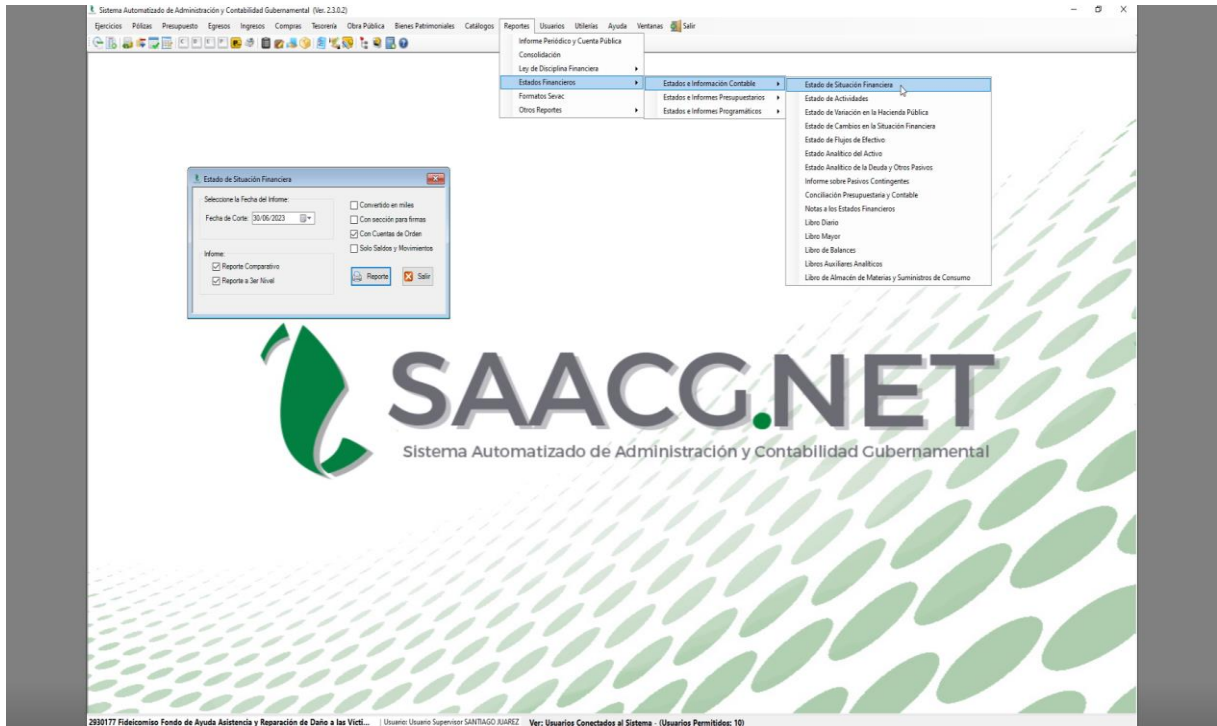 Sistema Automatizado de Administración y Contabilidad Gubernamental (Ver. 2.3.0.2)
Ejercicios Pólizas Presupuesto Egresos Ingresos Compras Tesorería Obra Pública Bienes Patrimoniales Catálogos Reportes Usuarios Utilerías Ayuda Ventanas Salir
Informe Periódico y Cuenta Pública
Consolidación
Ley de Disciplina Financiera
Estados Financieros
Formatos Sevac
Otros Reportes
Estados e Información Contable
Estados e Informes Presupuestarios
Estados e Informes Programáticos
Estado de Situación Financiera
Estado de Actividades
Estado de Variación en la Hacienda Pública
Estado de Cambios en la Situación Financiera
Estado de Flujos de Efectivo
Estado Analítico del Activo
Estado Analítico de la Deuda y Otros Pasivos
Informe sobre Pasivos Contingentes
Conciliación Presupuestaria y Contable
Notas a los Estados Financieros
Libro Diario
Libro Mayor
Libro de Balances
Libros Auxiliares Analíticos
Libro de Almacén de Materias y Suministros de Consumo
Estado de Situación Financiera
Seleccione la Fecha del Informe:
Fecha de Corte: 30/06/2023
Informe:
Reporte Comparativo
Reporte a 3er Nivel
Convertido en miles
Con sección para firmas
Con Cuentas de Orden
Solo Saldos y Movimientos
Reporte Salir
SAACG.NET
Sistema Automatizado de Administración y Contabilidad Gubernamental
2930177 Fideicomiso Fondo de Ayuda Asistencia y Reparación de Daño a las Vícti... | Usuario: Usuario Supervisor SANTIAGO JUAREZ Ver: Usuarios Conectados al Sistema - (Usuarios Permitidos: 10)